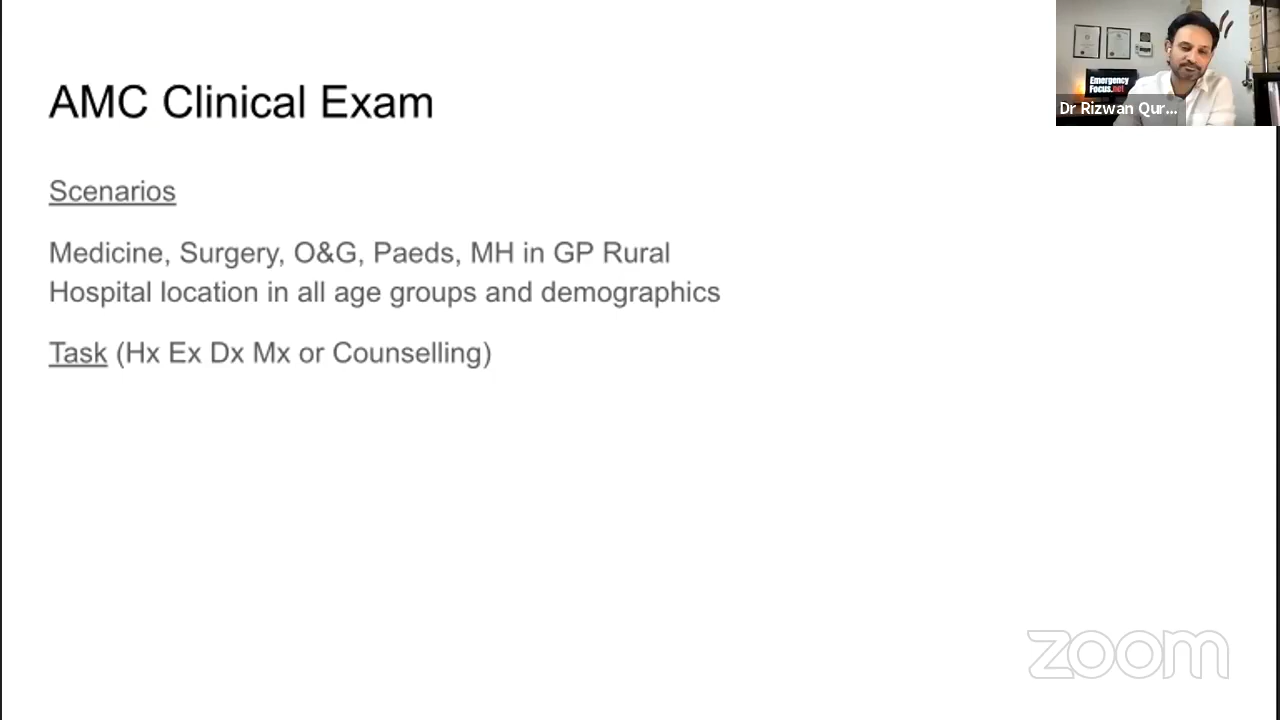 AMC Clinical Exam
Scenarios
Medicine, Surgery, O&G, Paeds, MH in GP Rural
Hospital location in all age groups and demographics
Task (Hx Ex Dx Mx or Counselling)
Emergency
Focus.net
Dr Rizwan Qur...
zoom